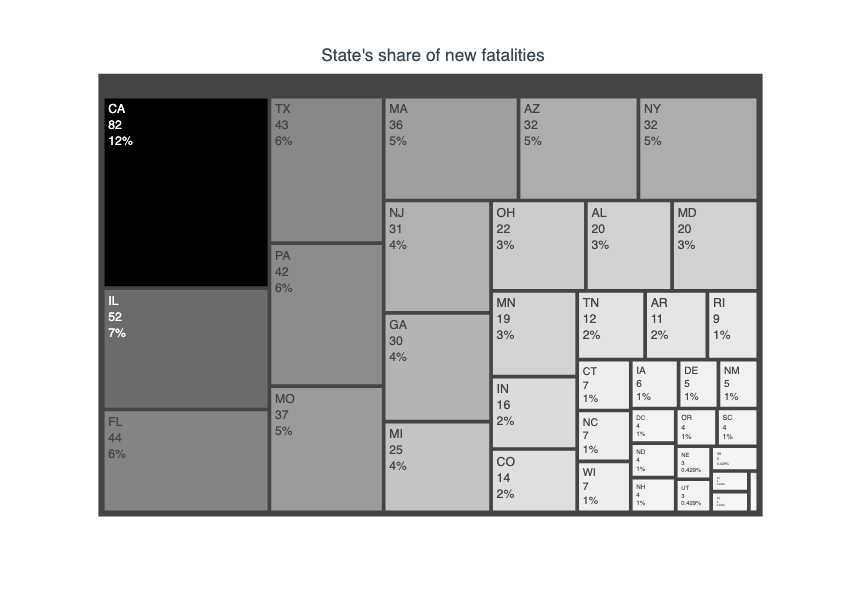 State's share of new fatalities
CA
82
12%
IL
52
7%
FL
44
6%
TX
43
6%
PA
42
6%
MO
37
5%
MA
36
5%
AZ
32
5%
NY
32
5%
NJ
31
4%
GA
30
4%
MI
25
4%
OH
22
3%
AL
20
3%
MD
20
3%
MN
19
3%
IN
16
2%
CO
14
2%
TN
12
2%
AR
11
2%
RI
9
1%
CT
7
1%
NC
7
1%
WI
7
1%
IA
6
1%
DE
5
1%
NM
5
1%
DC
4
1%
ND
4
1%
NH
4
1%
OR
4
1%
SC
4
1%
NE
3
0.429%
UT
3
0.429%
0.429%